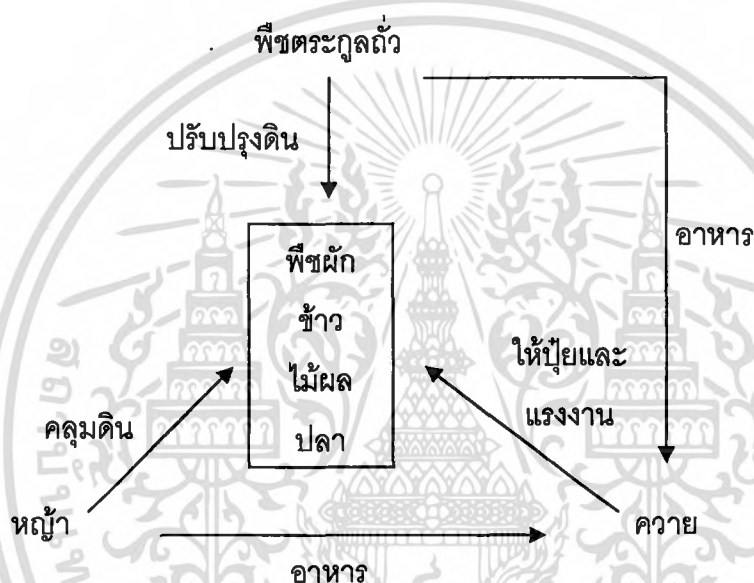 พืชตระกูลถั่ว
ปรับปรุงดิน
อาหาร
พืชผัก
ข้าว
ไม้ผล
ปลา
ให้ปุ๋ยและ
แรงงาน
คลุมดิน
หญ้า
ควาย
อาหาร